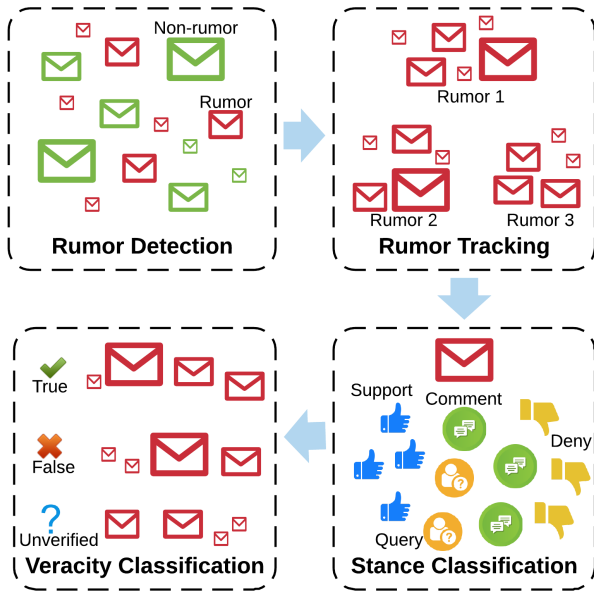 Non-rumor
Rumor
Rumor Detection
Rumor 1
Rumor 2
Rumor 3
Rumor Tracking
True
False
Unverified
Veracity Classification
Support
Comment
Deny
Query
Stance Classification